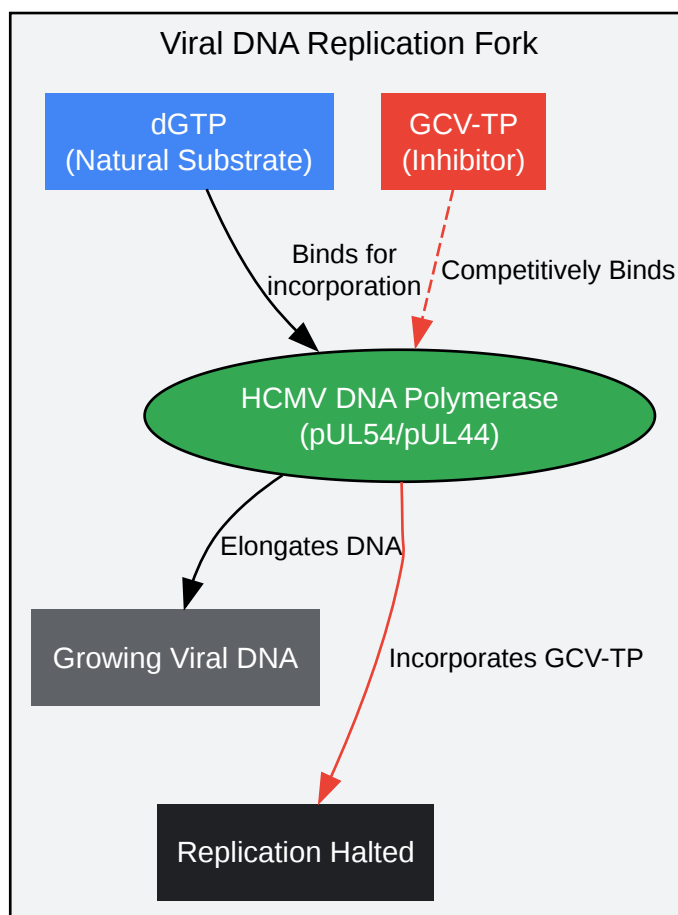 Viral DNA Replication Fork
dGTP
(Natural Substrate)
GCV-TP
(Inhibitor)
Binds for
incorporation
Competitively Binds
HCMV DNA Polymerase
(pUL54/pUL44)
Elongates DNA
Growing Viral DNA
Incorporates GCV-TP
Replication Halted